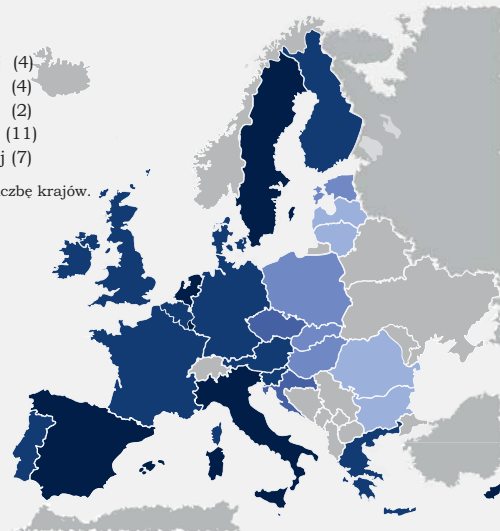 (4)
(4)
(2)
(11)
j (7)
czbę krajów.